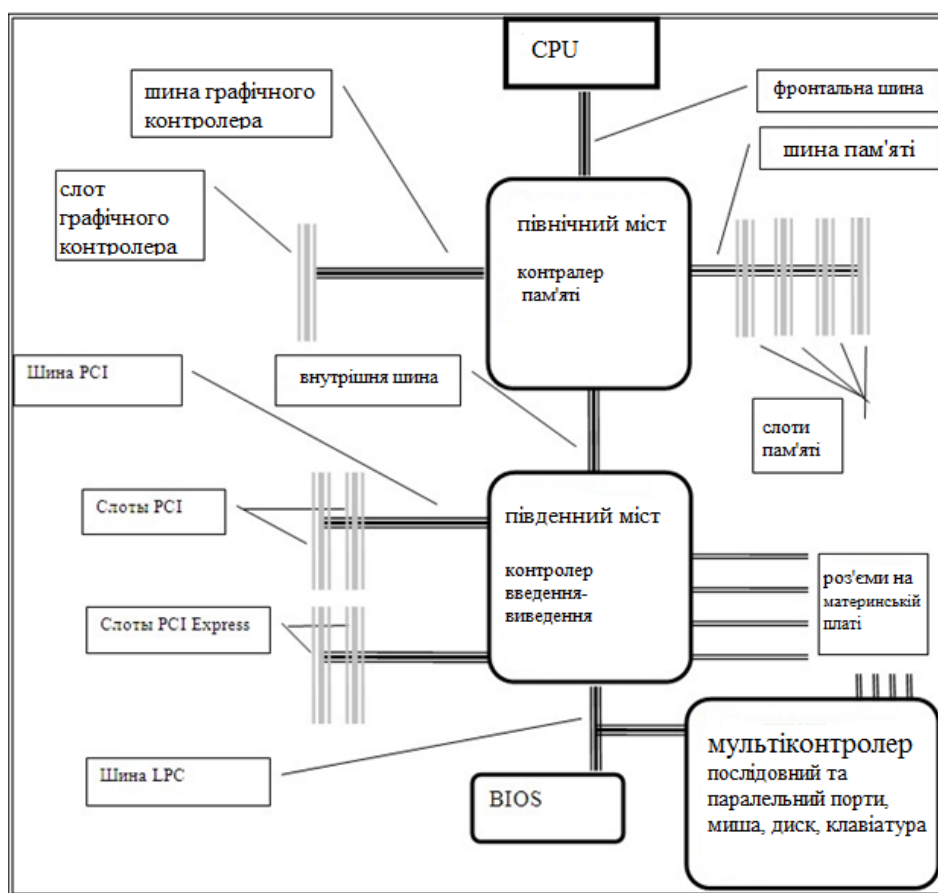 CPU
шина графічного
контролера
фронтальна шина
шина пам'яті
слот
графічного
контролера
північний міст
контралер
пам'яті
Шина PCI
внутрішня шина
слоти
пам'яті
Слоты PCI
південний міст
контролер
введення-
виведення
роз'єми на
материнській
платі
Слоты PCI Express
мультіконтролер
послідовний та
паралельний порти,
миша, диск, клавіатура
Шина LPC
BIOS